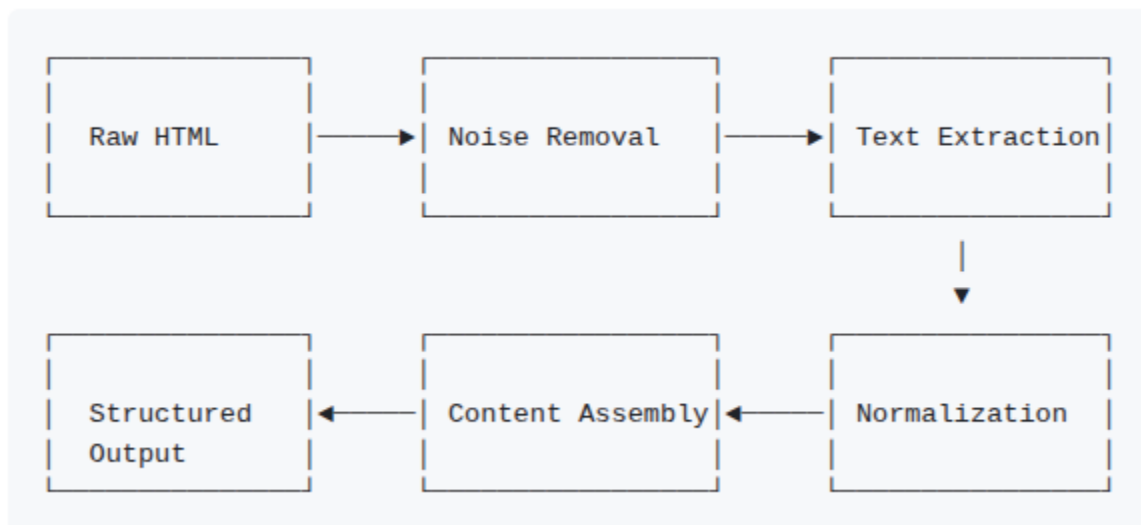 Raw HTML
Noise Removal
Text Extraction
Structured
Output
Content Assembly
Normalization